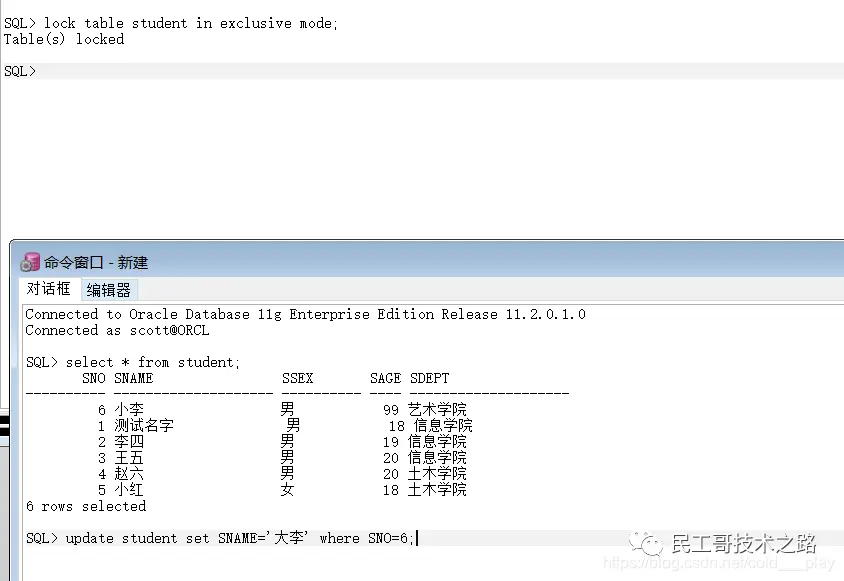 SQL> lock table student in exclusive mode;
Table(s) locked
SQL>
命令窗口 - 新建
对话框 编辑器
Connected to Oracle Database 11g Enterprise Edition Release 11.2.0.1.0
Connected as scott@ORCL
SQL> select * from student;
SNO SNAME SSEX SAGE SDEPT
---------- -------------------- ---------- ---- --------------------
6 小李 男 99 艺术学院
1 测试名字 男 18 信息学院
2 李四 男 19 信息学院
3 王五 男 20 信息学院
4 赵六 男 20 土木学院
5 小红 女 18 土木学院
6 rows selected
SQL> update student set SNAME='大李' where SNO=6;
民工哥技术之路
https://blog.csdn.net/cold___play